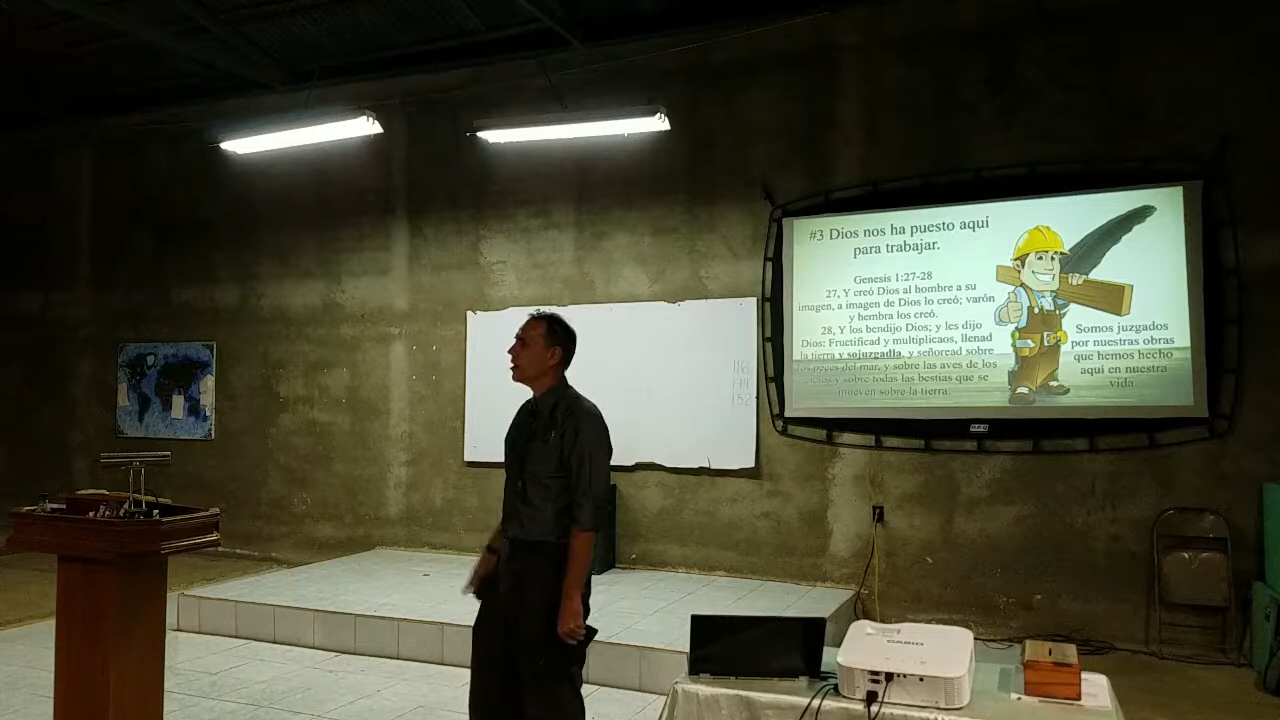 #3 Dios nos ha puesto aquí
para trabajar.
Genesis 1:27-28
27, Y creó Dios al hombre a su
imagen, a imagen de Dios lo creó; varón
y hembra los creó.
28, Y los bendijo Dios; y les dijo
Dios: Fructificad y multiplicaos, llenad
la tierra y sojuzgadla, y señoread sobre
los peces del mar, y sobre las aves de los
cielos y sobre todas las bestias que se
mueven sobre la tierra.
Somos juzgados
por nuestras obras
que hemos hecho
aquí en nuestra
vida
116
199
152
CASIO